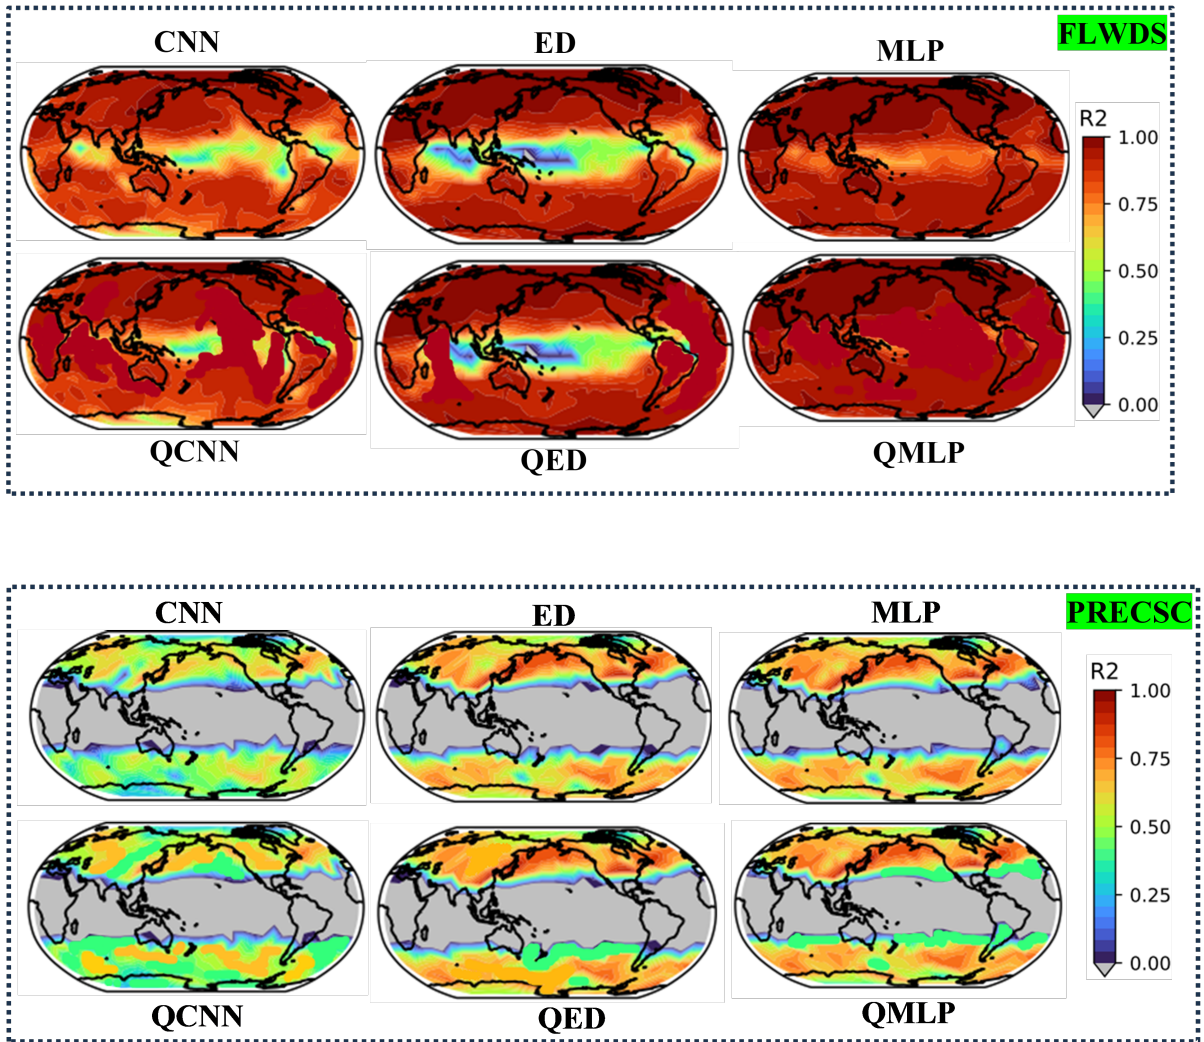 FLWDS
CNN ED MLP
R2
1.00
0.75
0.50
0.25
0.00
QCNN QED QMLP
PRECSC
CNN ED MLP
R2
1.00
0.75
0.50
0.25
0.00
QCNN QED QMLP